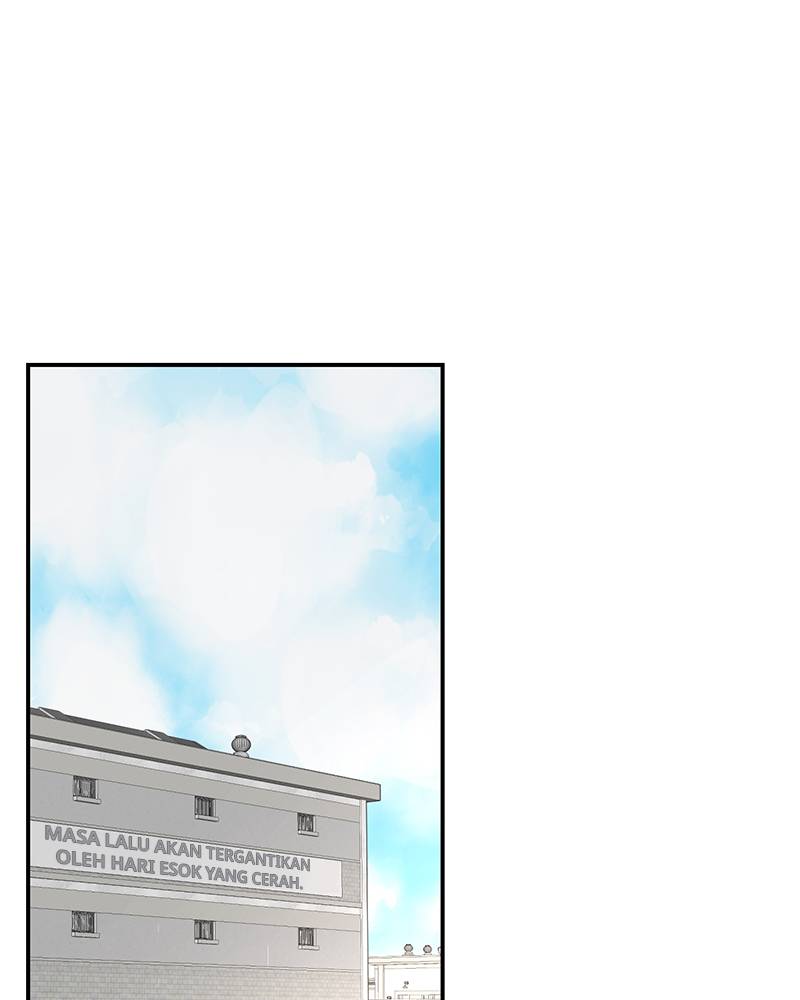 MASA LALU AKAN TERGANTIKAN
OLEH HARI ESOK YANG CERAH.